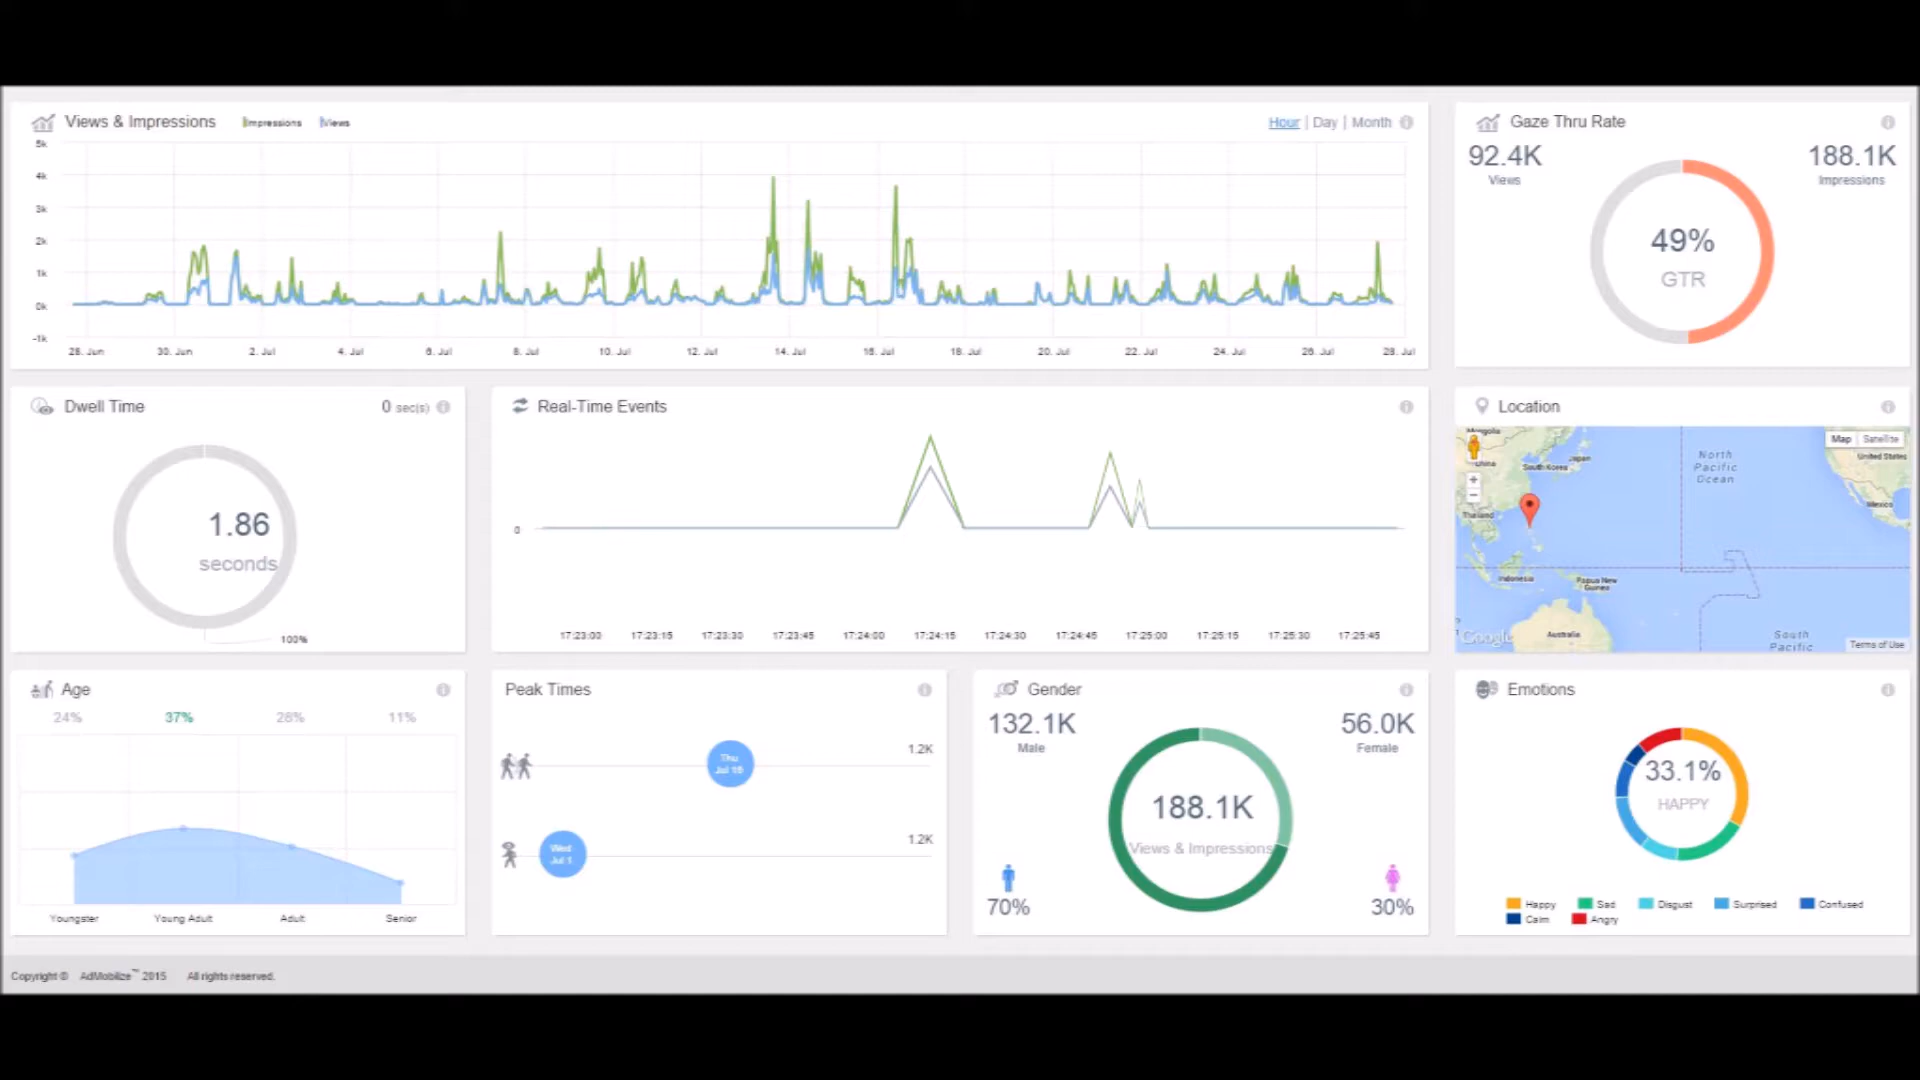 Views & Impressions
Impressions
Views
Hour | Day | Month
5k
4k
3k
2k
1k
0k
-1k
28. Jun
30. Jun
2. Jul
4. Jul
6. Jul
8. Jul
10. Jul
12. Jul
14. Jul
16. Jul
18. Jul
20. Jul
22. Jul
24. Jul
26. Jul
28. Jul
Gaze Thru Rate
92.4K
Views
188.1K
Impressions
49%
GTR
Dwell Time
0 sec(s)
1.86
seconds
100%
Real-Time Events
0
17:23:00
17:23:15
17:23:30
17:23:45
17:24:00
17:24:15
17:24:30
17:24:45
17:25:00
17:25:15
17:25:30
17:25:45
Location
Mongolia
China
South Korea
Japan
Thailand
Indonesia
Papua New
Guinea
Australia
North
Pacific
Ocean
South
Pacific
United States
Mexico
Map
Satellite
+
−
Google
Terms of Use
Age
24%
37%
28%
11%
Youngster
Young Adult
Adult
Senior
Peak Times
Thu
Jul 16
1.2K
Wed
Jul 1
1.2K
Gender
132.1K
Male
56.0K
Female
188.1K
Views & Impressions
70%
30%
Emotions
33.1%
HAPPY
Happy
Sad
Disgust
Surprised
Confused
Calm
Angry
Copyright © AdMobilize™ 2015 All rights reserved.